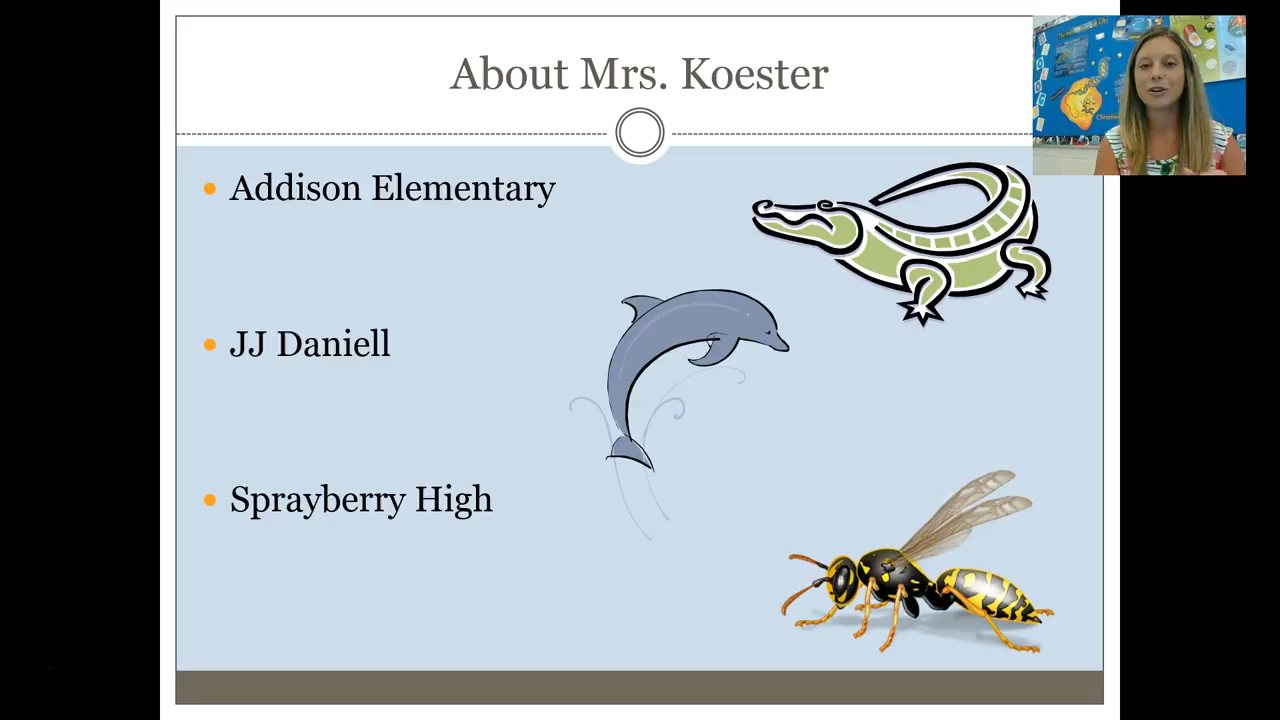 About Mrs. Koester
Addison Elementary
JJ Daniell
Sprayberry High